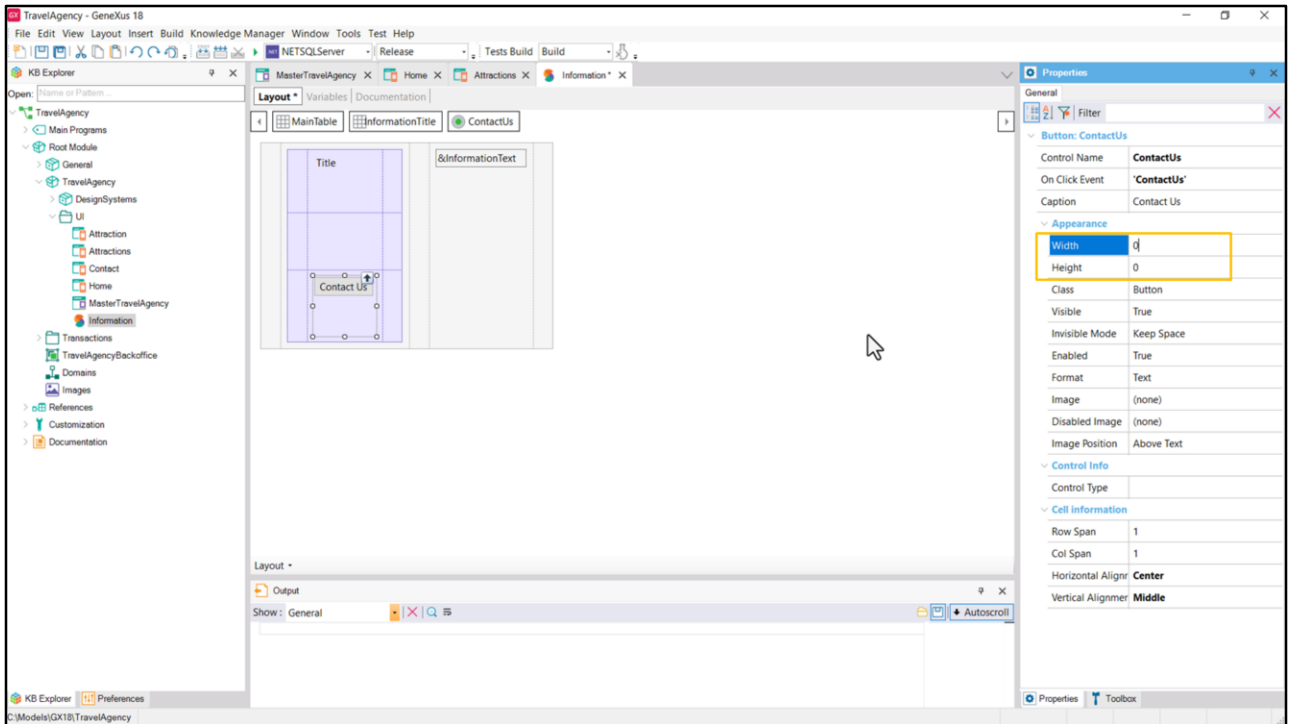 GX TravelAgency - GeneXus 18
File Edit View Layout Insert Build Knowledge Manager Window Tools Test Help
NETSQLServer Release Tests Build Build
KB Explorer
Open: Name or Pattern ...
TravelAgency
Main Programs
Root Module
General
TravelAgency
DesignSystems
UI
Attraction
Attractions
Contact
Home
MasterTravelAgency
Information
Transactions
TravelAgencyBackoffice
Domains
Images
References
Customization
Documentation
KB Explorer Preferences
C:\Models\GX18\TravelAgency
MasterTravelAgency Home Attractions Information *
Layout * Variables Documentation
MainTable InformationTitle ContactUs
Title &InformationText
Contact Us
Layout
Output
Show : General Autoscroll
Properties
General
Filter
Button: ContactUs
Control Name ContactUs
On Click Event 'ContactUs'
Caption Contact Us
Appearance
Width 0
Height 0
Class Button
Visible True
Invisible Mode Keep Space
Enabled True
Format Text
Image (none)
Disabled Image (none)
Image Position Above Text
Control Info
Control Type
Cell information
Row Span 1
Col Span 1
Horizontal Alignr Center
Vertical Alignmer Middle
Properties Toolbox